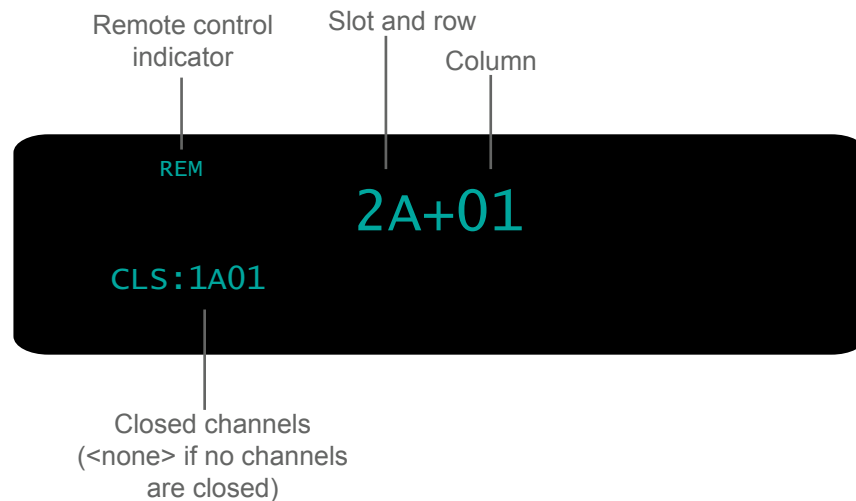 Remote control
indicator
Slot and row
Column
REM
2A+01
CLS:1A01
Closed channels
(<none> if no channels
are closed)